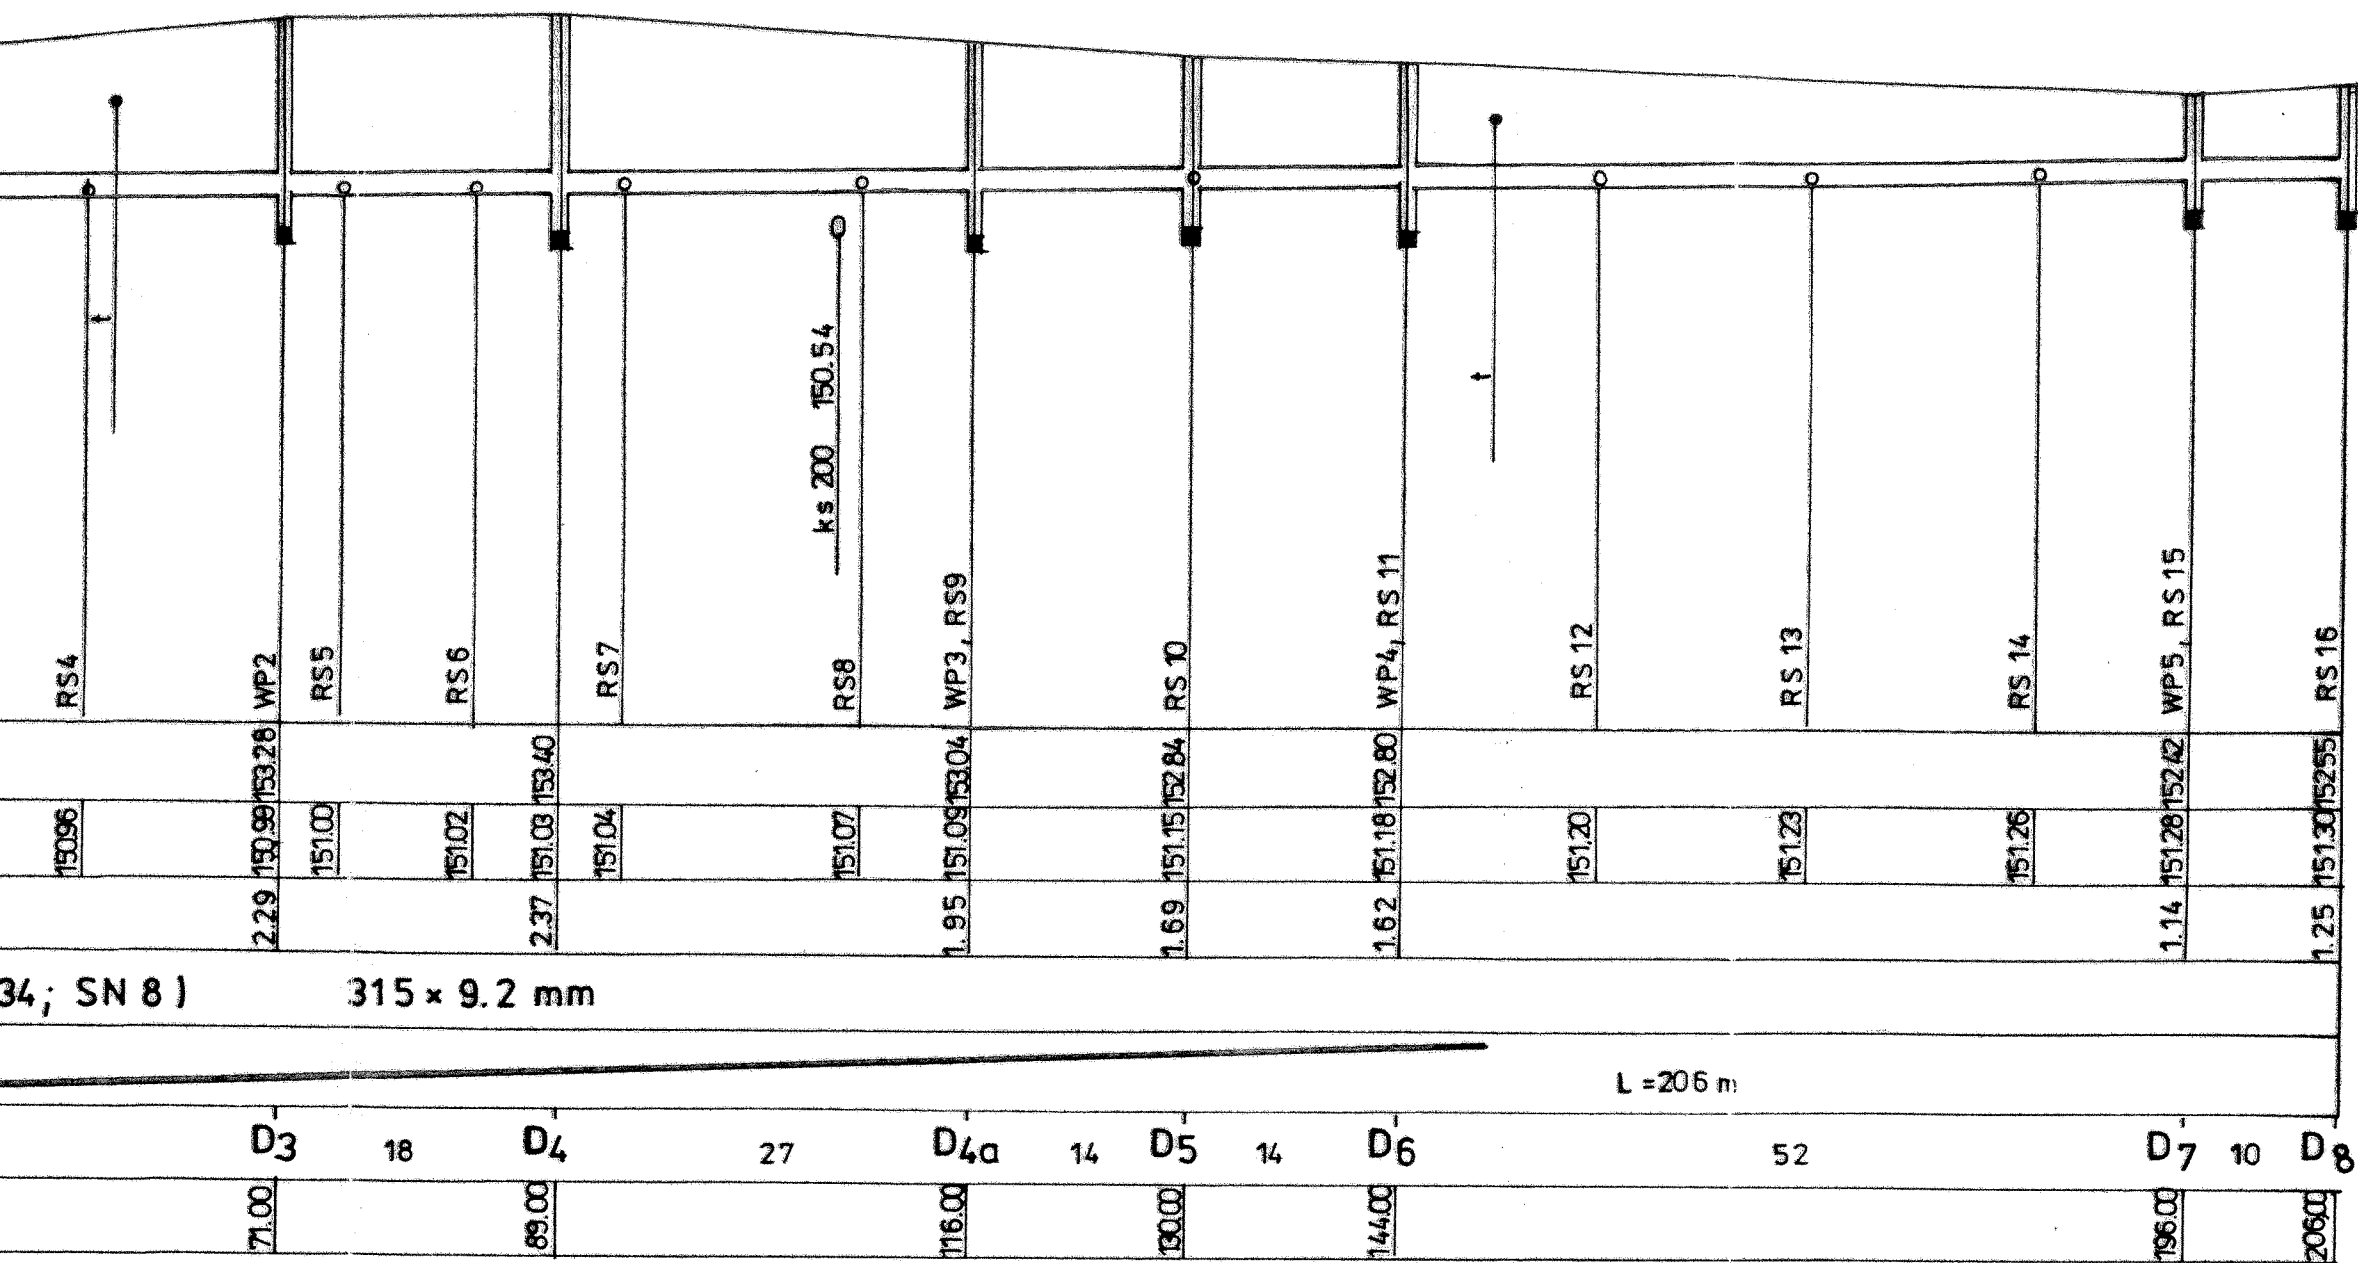 t
t
ks 200 150.54
RS4
WP2
RS5
RS6
RS7
RS8
WP3, RS9
RS 10
WP4, RS 11
RS 12
RS 13
RS 14
WP5, RS 15
RS 16
153.28
153.40
153.04
152.84
152.80
152.42
152.55
150.96
150.99
151.00
151.02
151.03
151.04
151.07
151.09
151.15
151.18
151.20
151.23
151.26
151.28
151.30
2.29
2.37
1.95
1.69
1.62
1.14
1.25
34; SN 8) 315 × 9.2 mm
L = 206 m
D3 18 D4 27 D4a 14 D5 14 D6 52 D7 10 D8
71.00
89.00
116.00
130.00
144.00
196.00
206.00